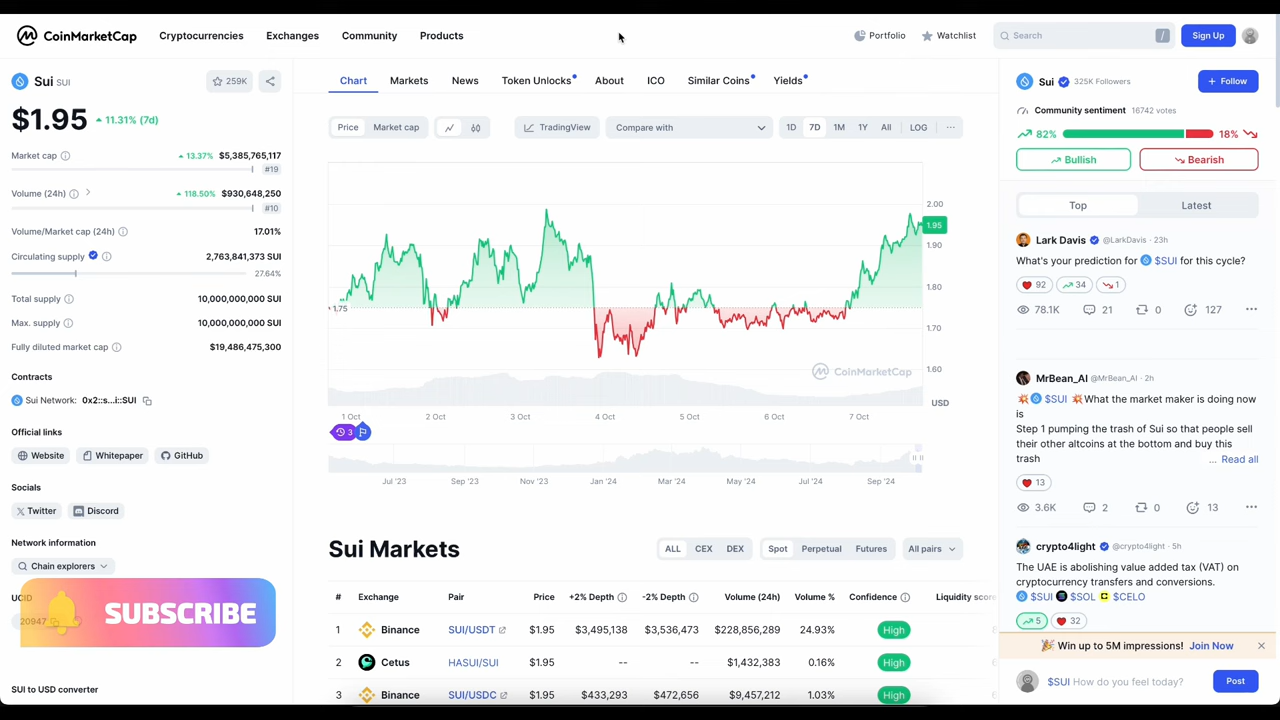 CoinMarketCap
Cryptocurrencies
Exchanges
Community
Products
Portfolio
Watchlist
Search
/
Sign Up
Sui SUI
259K
$1.95
11.31% (7d)
Market cap
13.37% $5,385,765,117
#19
Volume (24h)
118.50% $930,648,250
#10
Volume/Market cap (24h)
17.01%
Circulating supply
2,763,841,373 SUI
27.64%
Total supply
10,000,000,000 SUI
Max. supply
10,000,000,000 SUI
Fully diluted market cap
$19,486,475,300
Contracts
Sui Network: 0x2::s...i::SUI
Official links
Website
Whitepaper
GitHub
Socials
Twitter
Discord
Network information
Chain explorers
UCID
20947
SUBSCRIBE
SUI to USD converter
Chart
Markets
News
Token Unlocks
About
ICO
Similar Coins
Yields
Price
Market cap
TradingView
Compare with
1D
7D
1M
1Y
All
LOG
...
2.00
1.95
1.90
1.80
1.75
1.70
1.60
CoinMarketCap
USD
1 Oct
2 Oct
3 Oct
4 Oct
5 Oct
6 Oct
7 Oct
3
Jul '23
Sep '23
Nov '23
Jan '24
Mar '24
May '24
Jul '24
Sep '24
Sui Markets
ALL
CEX
DEX
Spot
Perpetual
Futures
All pairs
# Exchange Pair Price +2% Depth -2% Depth Volume (24h) Volume % Confidence Liquidity score
1 Binance SUI/USDT $1.95 $3,495,138 $3,536,473 $228,856,289 24.93% High
2 Cetus HASUI/SUI $1.95 -- -- $1,432,383 0.16% High
3 Binance SUI/USDC $1.95 $433,293 $472,656 $9,457,212 1.03% High
Sui 325K Followers
+ Follow
Community sentiment 16742 votes
82%
18%
Bullish
Bearish
Top
Latest
Lark Davis @LarkDavis · 23h
What's your prediction for $SUI for this cycle?
92
34
1
78.1K
21
0
127
...
MrBean_AI @MrBean_AI · 2h
$SUI What the market maker is doing now
is
Step 1 pumping the trash of Sui so that people sell
their other altcoins at the bottom and buy this
trash
... Read all
13
3.6K
2
0
13
...
crypto4light @crypto4light · 5h
The UAE is abolishing value added tax (VAT) on
cryptocurrency transfers and conversions.
$SUI $SOL $CELO
5
32
Win up to 5M impressions! Join Now
$SUI How do you feel today?
Post